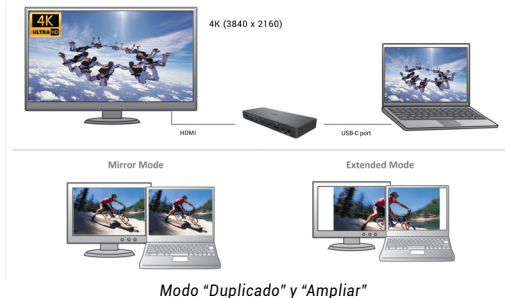 4K
ULTRA HD
4K (3840 x 2160)
HDMI
USB-C port
Mirror Mode
Extended Mode
Modo “Duplicado” y “Ampliar”